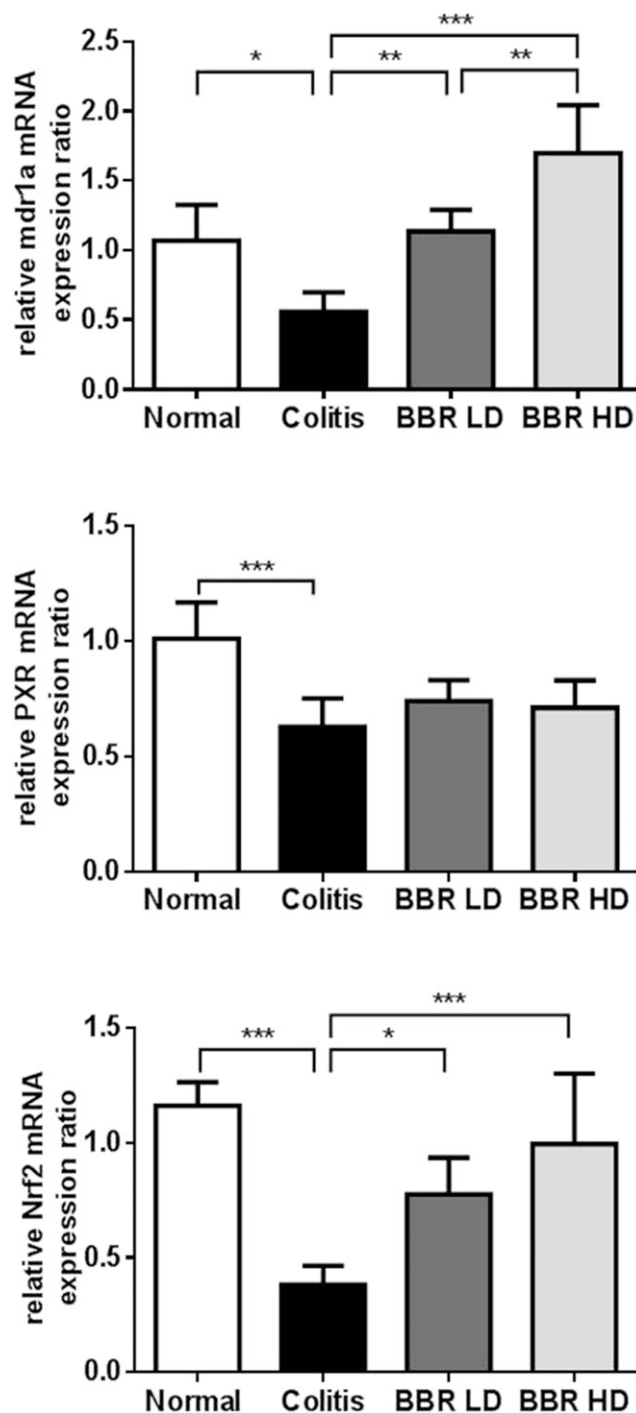 ***
* ** **
2.5
2.0
1.5
1.0
0.5
0.0
relative mdr1a mRNA
expression ratio
Normal Colitis BBR LD BBR HD
***
1.5
1.0
0.5
0.0
relative PXR mRNA
expression ratio
Normal Colitis BBR LD BBR HD
***
*** *
1.5
1.0
0.5
0.0
relative Nrf2 mRNA
expression ratio
Normal Colitis BBR LD BBR HD